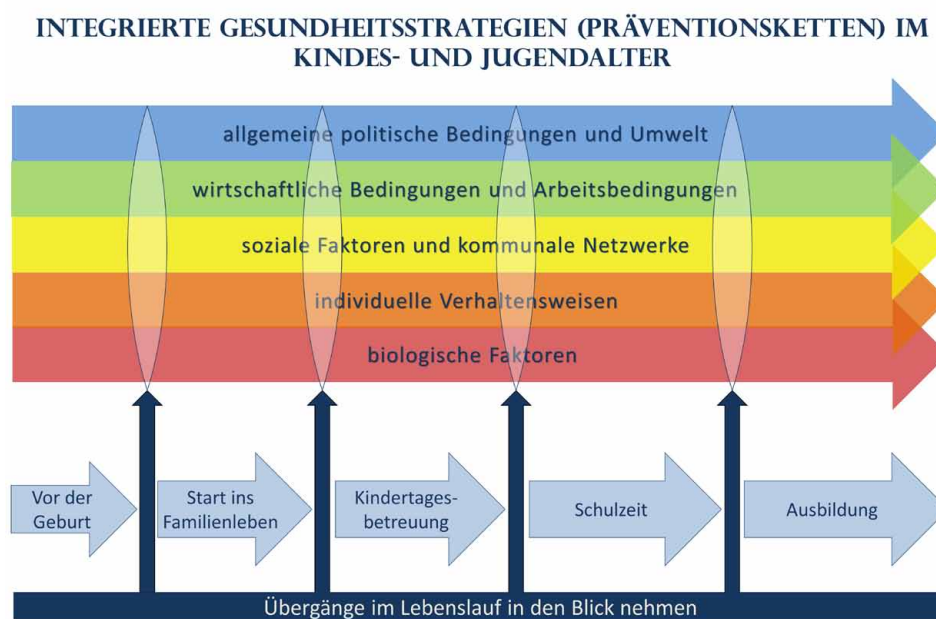 INTEGRIERTE GESUNDHEITSSTRATEGIEN (PRÄVENTIONSKETTEN) IM
KINDES- UND JUGENDALTER
allgemeine politische Bedingungen und Umwelt
wirtschaftliche Bedingungen und Arbeitsbedingungen
soziale Faktoren und kommunale Netzwerke
individuelle Verhaltensweisen
biologische Faktoren
Vor der
Geburt
Start ins
Familienleben
Kindertages-
betreuung
Schulzeit
Ausbildung
Übergänge im Lebenslauf in den Blick nehmen